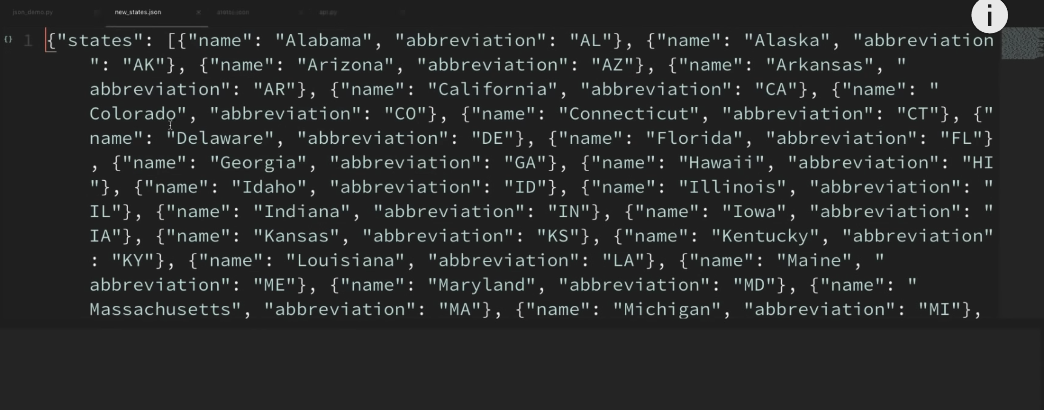 json_demo.py new_states.json demo.json api.py
i
{} 1 {"states": [{"name": "Alabama", "abbreviation": "AL"}, {"name": "Alaska", "abbreviation
": "AK"}, {"name": "Arizona", "abbreviation": "AZ"}, {"name": "Arkansas", "
abbreviation": "AR"}, {"name": "California", "abbreviation": "CA"}, {"name": "
Colorado", "abbreviation": "CO"}, {"name": "Connecticut", "abbreviation": "CT"}, {"
name": "Delaware", "abbreviation": "DE"}, {"name": "Florida", "abbreviation": "FL"}
, {"name": "Georgia", "abbreviation": "GA"}, {"name": "Hawaii", "abbreviation": "HI
"}, {"name": "Idaho", "abbreviation": "ID"}, {"name": "Illinois", "abbreviation": "
IL"}, {"name": "Indiana", "abbreviation": "IN"}, {"name": "Iowa", "abbreviation": "
IA"}, {"name": "Kansas", "abbreviation": "KS"}, {"name": "Kentucky", "abbreviation"
: "KY"}, {"name": "Louisiana", "abbreviation": "LA"}, {"name": "Maine", "
abbreviation": "ME"}, {"name": "Maryland", "abbreviation": "MD"}, {"name": "
Massachusetts", "abbreviation": "MA"}, {"name": "Michigan", "abbreviation": "MI"},